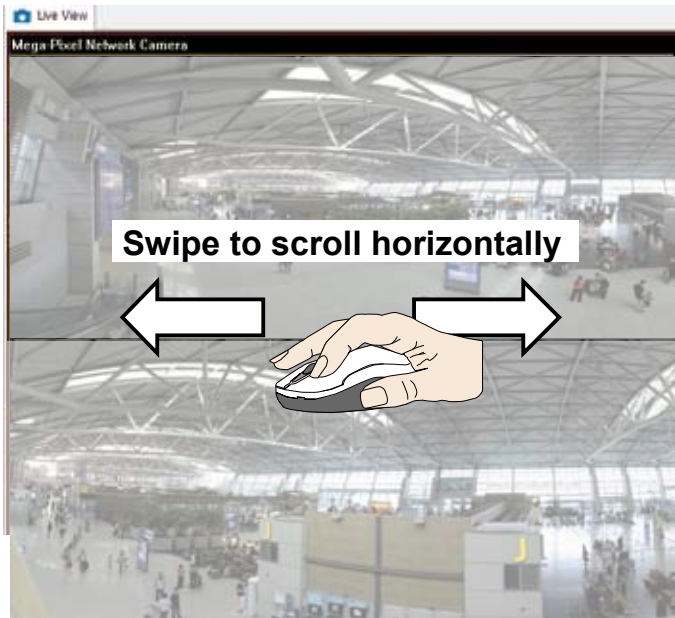 Live View
Mega-Pixel Network Camera
Swipe to scroll horizontally
J
J